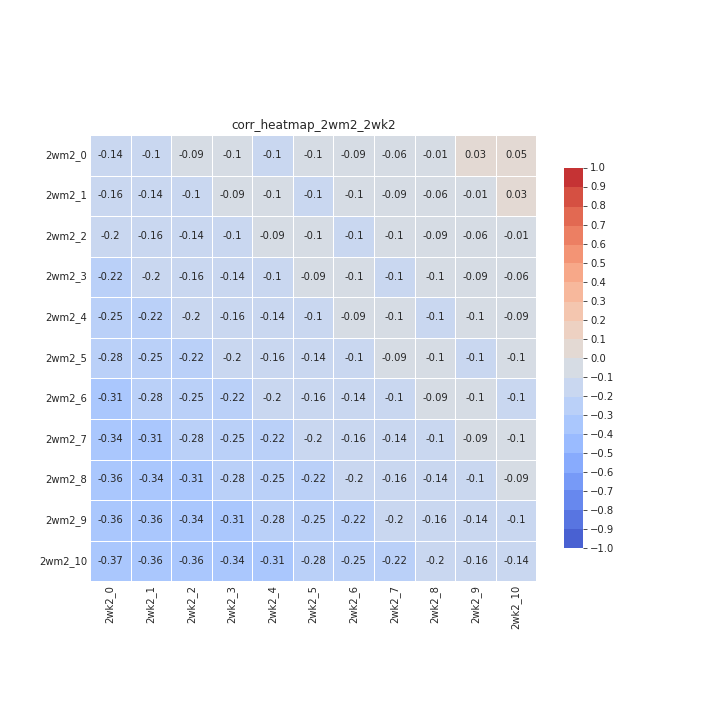 corr_heatmap_2wm2_2wk2
2wm2_0 -0.14 -0.1 -0.09 -0.1 -0.1 -0.1 -0.09 -0.06 -0.01 0.03 0.05
2wm2_1 -0.16 -0.14 -0.1 -0.09 -0.1 -0.1 -0.1 -0.09 -0.06 -0.01 0.03
2wm2_2 -0.2 -0.16 -0.14 -0.1 -0.09 -0.1 -0.1 -0.1 -0.09 -0.06 -0.01
2wm2_3 -0.22 -0.2 -0.16 -0.14 -0.1 -0.09 -0.1 -0.1 -0.1 -0.09 -0.06
2wm2_4 -0.25 -0.22 -0.2 -0.16 -0.14 -0.1 -0.09 -0.1 -0.1 -0.1 -0.09
2wm2_5 -0.28 -0.25 -0.22 -0.2 -0.16 -0.14 -0.1 -0.09 -0.1 -0.1 -0.1
2wm2_6 -0.31 -0.28 -0.25 -0.22 -0.2 -0.16 -0.14 -0.1 -0.09 -0.1 -0.1
2wm2_7 -0.34 -0.31 -0.28 -0.25 -0.22 -0.2 -0.16 -0.14 -0.1 -0.09 -0.1
2wm2_8 -0.36 -0.34 -0.31 -0.28 -0.25 -0.22 -0.2 -0.16 -0.14 -0.1 -0.09
2wm2_9 -0.36 -0.36 -0.34 -0.31 -0.28 -0.25 -0.22 -0.2 -0.16 -0.14 -0.1
2wm2_10 -0.37 -0.36 -0.36 -0.34 -0.31 -0.28 -0.25 -0.22 -0.2 -0.16 -0.14
2wk2_0 2wk2_1 2wk2_2 2wk2_3 2wk2_4 2wk2_5 2wk2_6 2wk2_7 2wk2_8 2wk2_9 2wk2_10
1.0
0.9
0.8
0.7
0.6
0.5
0.4
0.3
0.2
0.1
0.0
−0.1
−0.2
−0.3
−0.4
−0.5
−0.6
−0.7
−0.8
−0.9
−1.0